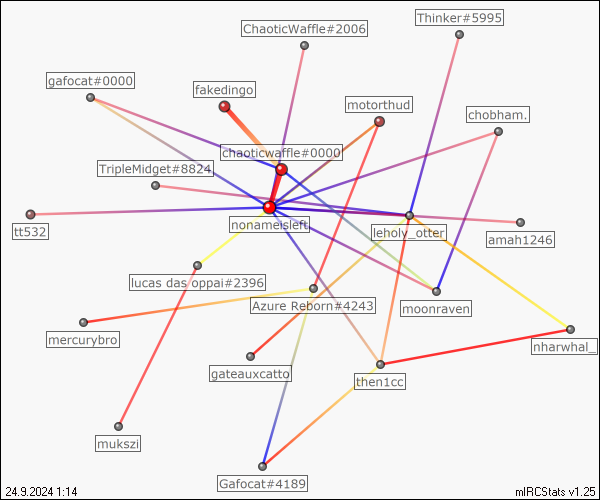 Thinker#5995
ChaoticWaffle#2006
gafocat#0000
fakedingo
motorthud
chobham.
chaoticwaffle#0000
TripleMidget#8824
nonameisleft
leholy_otter
tt532
amah1246
lucas das oppai#2396
Azure Reborn#4243
moonraven
mercurybro
nharwhal_
gateauxcatto
then1cc
mukszi
Gafocat#4189
24.9.2024 1:14
mIRCStats v1.25